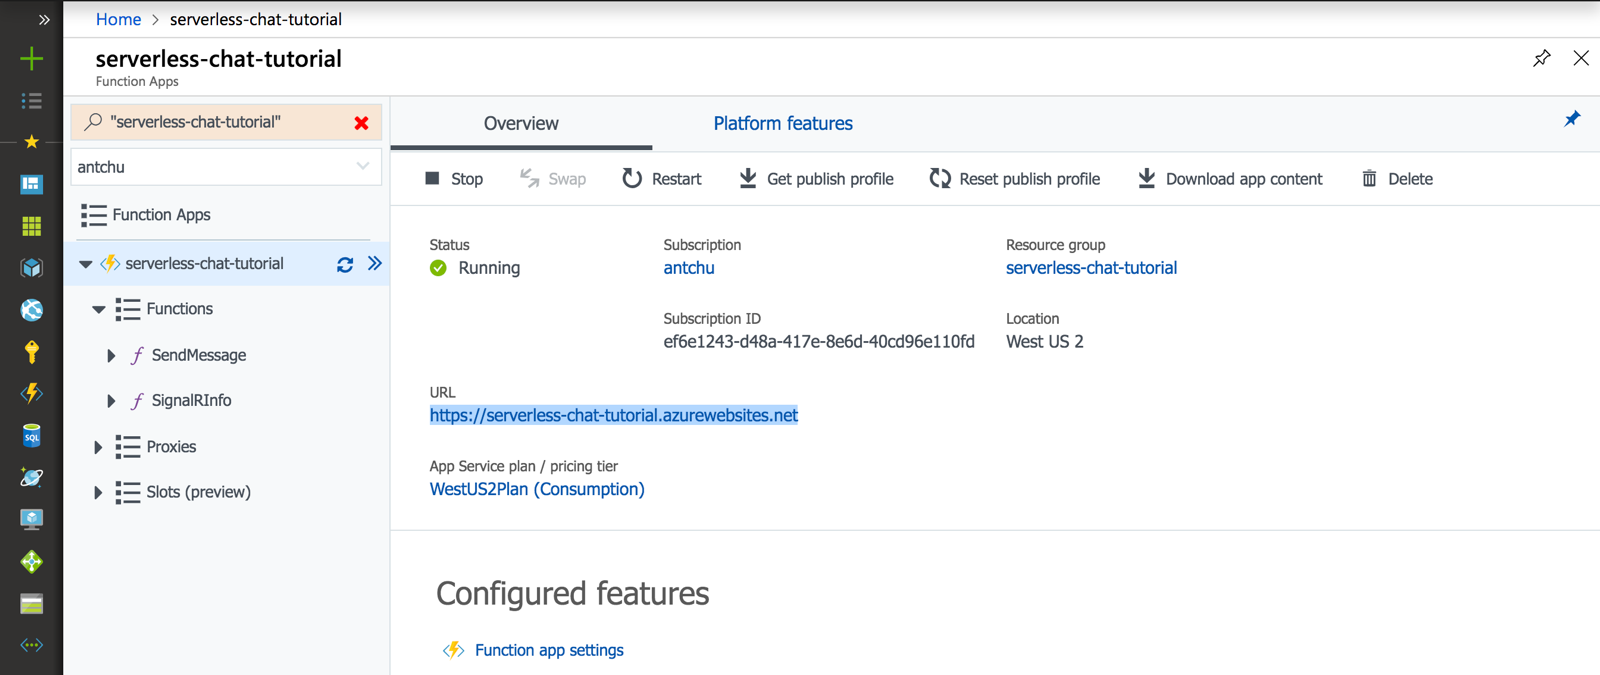 Home > serverless-chat-tutorial
serverless-chat-tutorial
Function Apps
"serverless-chat-tutorial"
antchu
Function Apps
serverless-chat-tutorial
Functions
SendMessage
SignalRInfo
Proxies
Slots (preview)
SQL
Overview
Platform features
Stop
Swap
Restart
Get publish profile
Reset publish profile
Download app content
Delete
Status
Running
Subscription
antchu
Resource group
serverless-chat-tutorial
Subscription ID
ef6e1243-d48a-417e-8e6d-40cd96e110fd
Location
West US 2
URL
https://serverless-chat-tutorial.azurewebsites.net
App Service plan / pricing tier
WestUS2Plan (Consumption)
Configured features
Function app settings